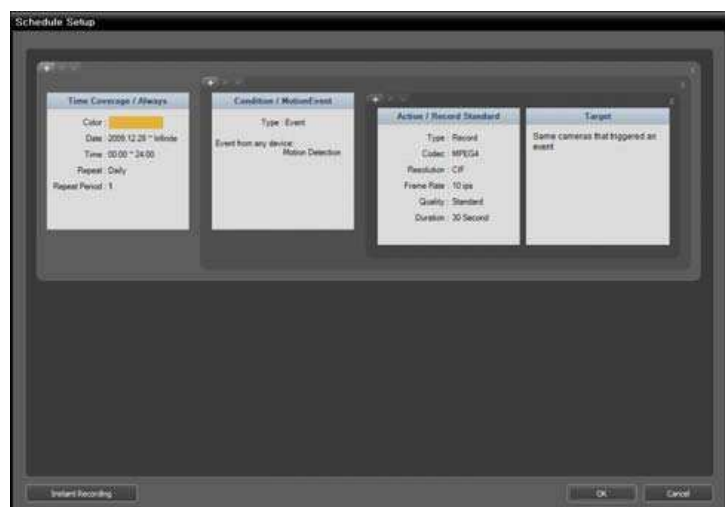 Schedule Setup
Time Coverage / Always
Color :
Date : 2009.12.28 ~ Infinite
Time : 00:00 ~ 24:00
Repeat : Daily
Repeat Period : 1
Condition / MotionEvent
Type : Event
Event from any device:
Motion Detection
Action / Record Standard
Type : Record
Codec : MPEG4
Resolution : CIF
Frame Rate : 10 ips
Quality : Standard
Duration : 30 Second
Target
Same cameras that triggered an
event
Instant Recording
OK
Cancel